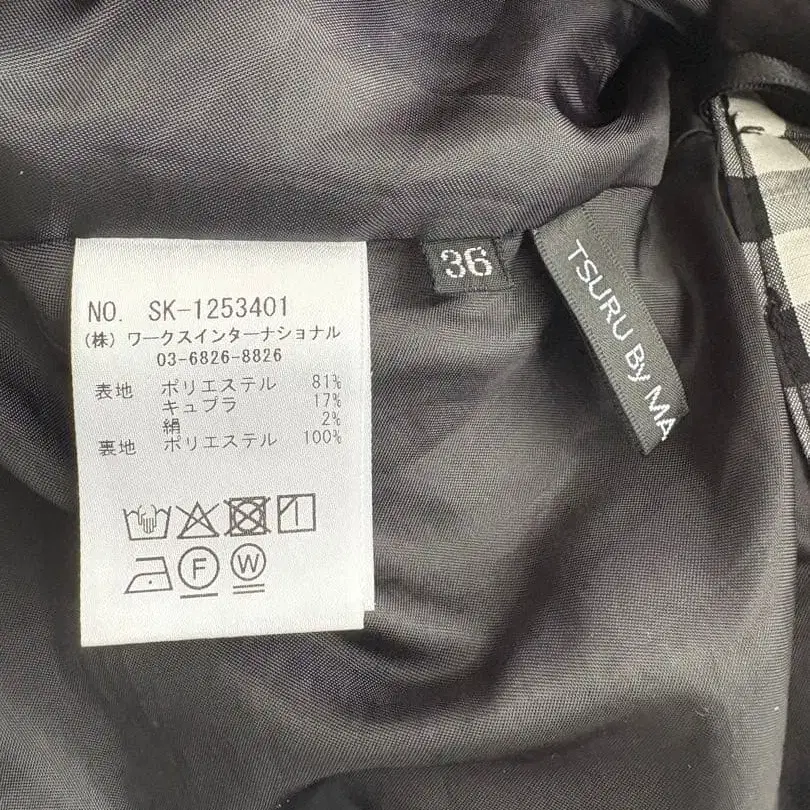 NO. SK-1253401
(株) ワークスインターナショナル
03-6826-8826
表地 ポリエステル 81%
キュプラ 17%
絹 2%
裏地 ポリエステル 100%
F W
36
TSURU By MA